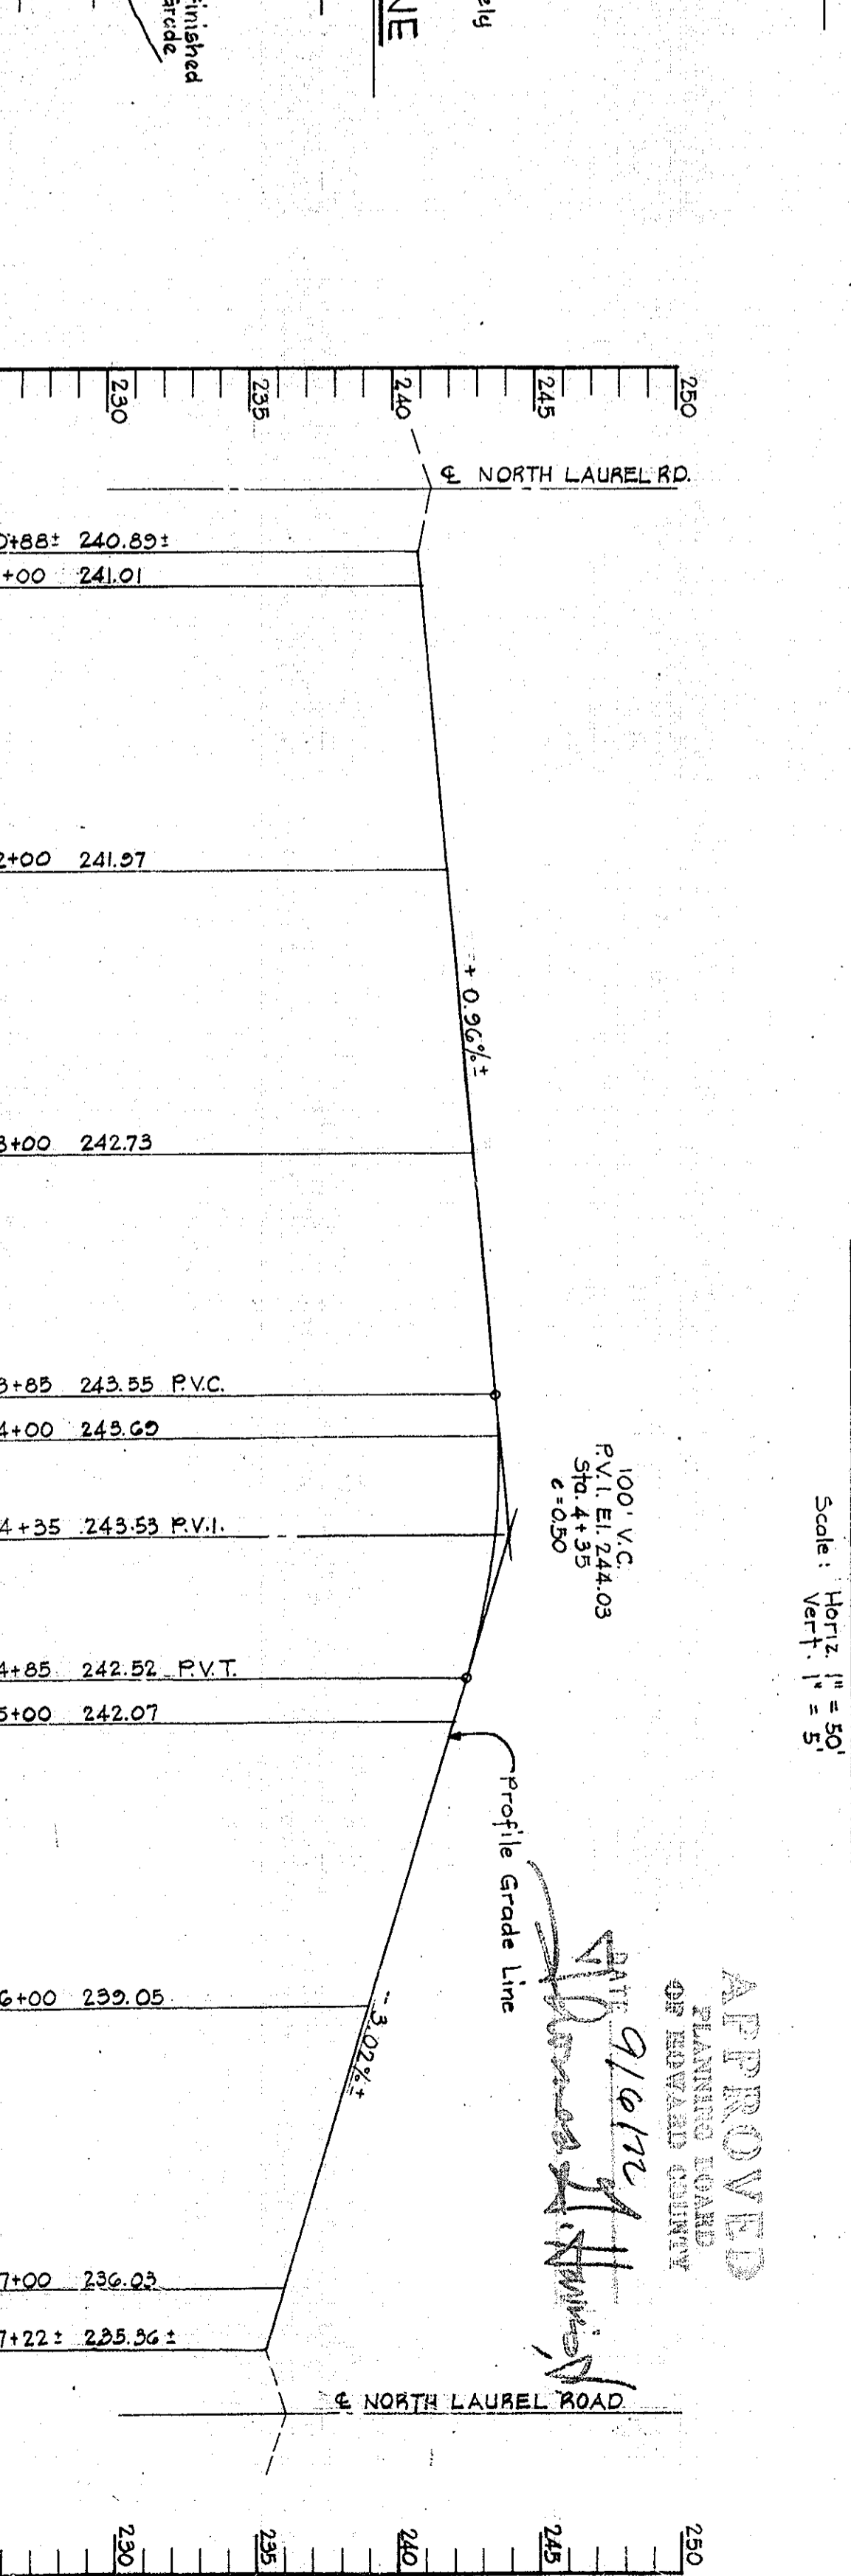 ely
NE
Finished
Grade
250
245
240
235
230
℄ NORTH LAUREL RD.
0+88± 240.89±
+00 241.01
2+00 241.97
+ 0.96%±
3+00 242.73
3+85 243.55 P.V.C.
4+00 243.69
100' V.C.
P.V.I. El. 244.03
Sta. 4+35
e = 0.50
4+35 243.53 P.V.I.
4+85 242.52 P.V.T.
5+00 242.07
Profile Grade Line
Scale: Horiz. 1" = 50'
Vert. 1" = 5'
APPROVED
PLANNING BOARD
OF HOWARD COUNTY
DATE 9/6/72
Thomas
6+00 239.05
- 3.02%±
7+00 236.03
7+22± 235.36±
℄ NORTH LAUREL ROAD
250
245
240
235
230